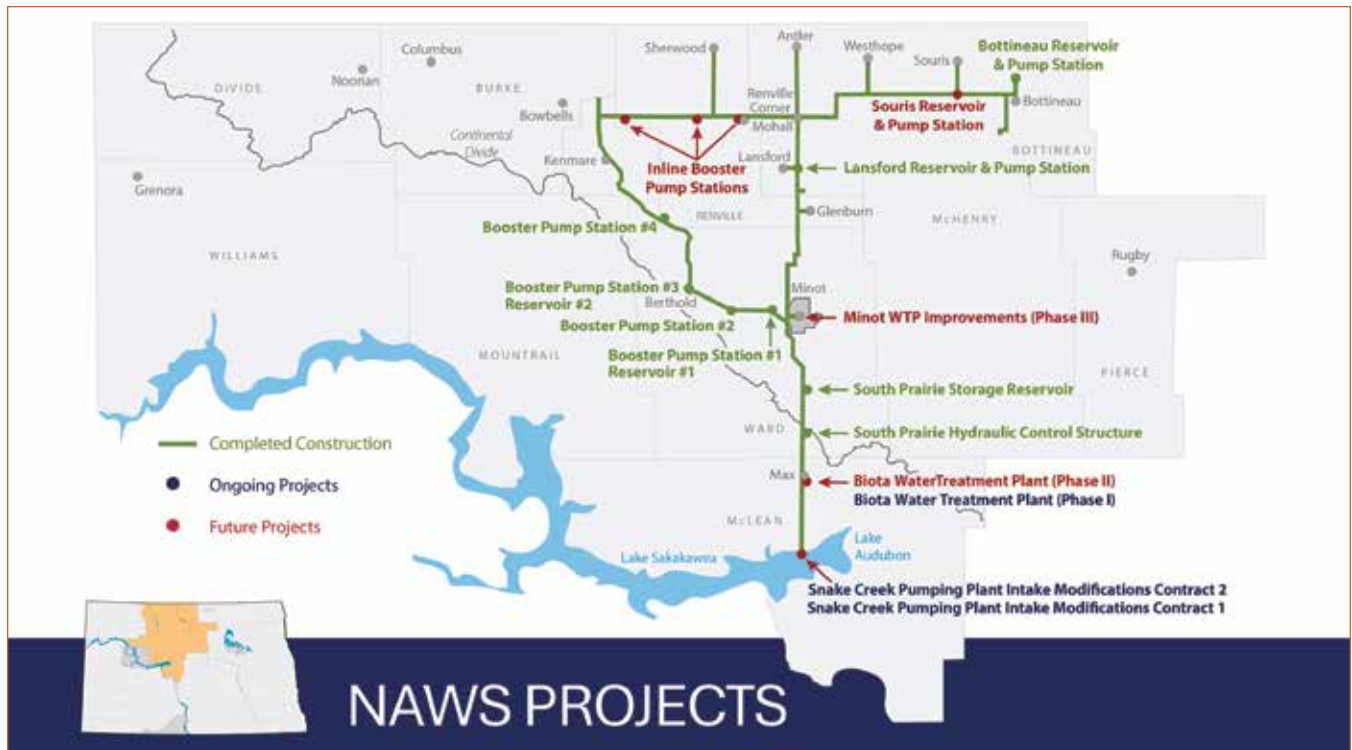 Columbus
Noonan
DIVIDE
BURKE
Bowbells
Continental
Divide
Kenmare
Grenora
WILLIAMS
Sherwood
Antler
Westhope
Souris
Bottineau Reservoir
& Pump Station
Bottineau
Renville
Corner
Mohall
Souris Reservoir
& Pump Station
BOTTINEAU
Inline Booster
Pump Stations
Lansford
Lansford Reservoir & Pump Station
RENVILLE
Glenburn
McHENRY
Rugby
Booster Pump Station #4
Booster Pump Station #3
Reservoir #2
Berthold
Booster Pump Station #2
Booster Pump Station #1
Reservoir #1
Minot
Minot WTP Improvements (Phase III)
MOUNTRAIL
PIERCE
South Prairie Storage Reservoir
WARD
South Prairie Hydraulic Control Structure
Max
Biota WaterTreatment Plant (Phase II)
Biota Water Treatment Plant (Phase I)
McLEAN
Lake Sakakawea
Lake
Audubon
Snake Creek Pumping Plant Intake Modifications Contract 2
Snake Creek Pumping Plant Intake Modifications Contract 1
Completed Construction
Ongoing Projects
Future Projects
NAWS PROJECTS